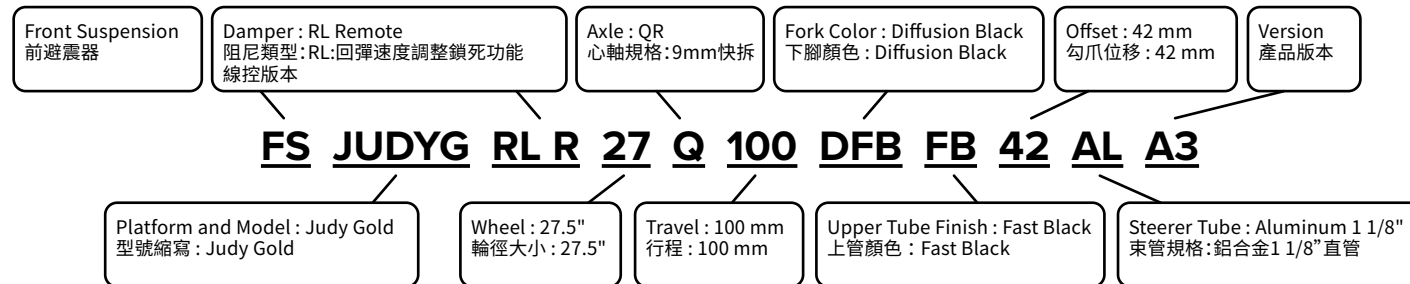 Front Suspension
前避震器
Damper : RL Remote
阻尼類型：RL:回彈速度調整鎖死功能
線控版本
Axle : QR
心軸規格：9mm快拆
Fork Color : Diffusion Black
下腳顏色 : Diffusion Black
Offset : 42 mm
勾爪位移 : 42 mm
Version
產品版本
FS JUDYG RL R 27 Q 100 DFB FB 42 AL A3
Platform and Model : Judy Gold
型號縮寫 : Judy Gold
Wheel : 27.5"
輪徑大小 : 27.5"
Travel : 100 mm
行程 : 100 mm
Upper Tube Finish : Fast Black
上管顏色 : Fast Black
Steerer Tube : Aluminum 1 1/8"
束管規格：鋁合金1 1/8”直管